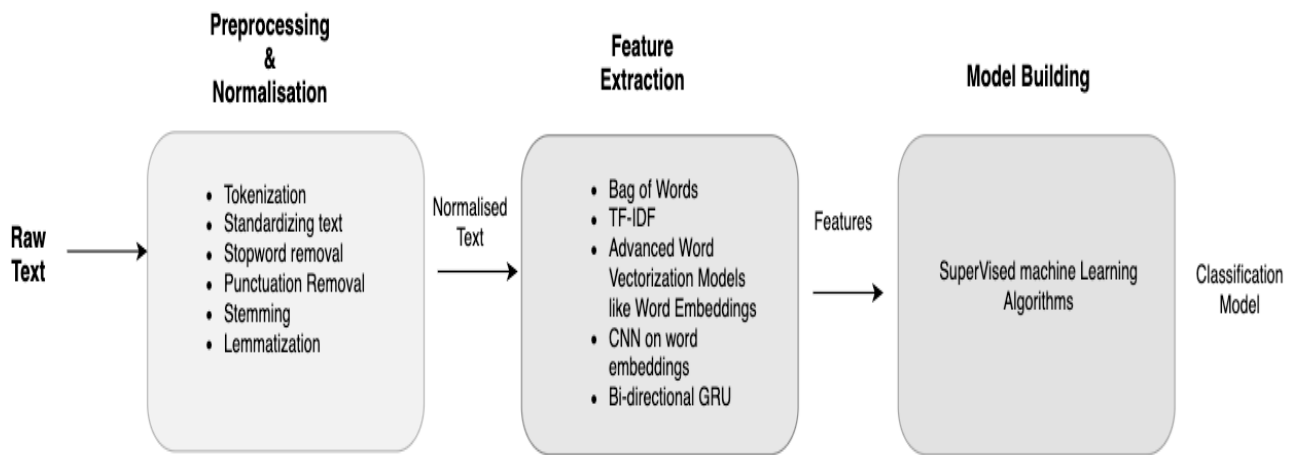 Preprocessing
&
Normalisation
Feature
Extraction
Model Building
Raw
Text
• Tokenization
• Standardizing text
• Stopword removal
• Punctuation Removal
• Stemming
• Lemmatization
Normalised
Text
• Bag of Words
• TF-IDF
• Advanced Word
Vectorization Models
like Word Embeddings
• CNN on word
embeddings
• Bi-directional GRU
Features
SuperVised machine Learning
Algorithms
Classification
Model